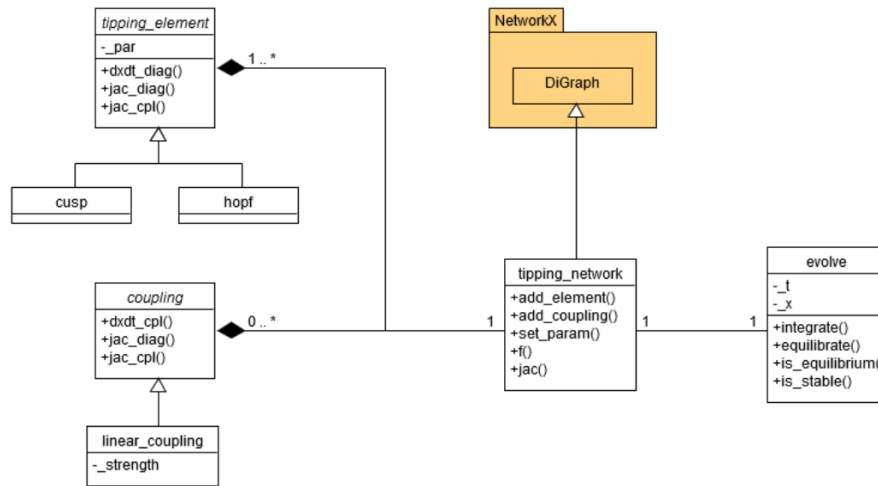 tipping_element
-_par
+dxdt_diag()
+jac_diag()
+jac_cpl()
1 .. *
cusp
hopf
NetworkX
DiGraph
coupling
+dxdt_cpl()
+jac_diag()
+jac_cpl()
0 .. *
linear_coupling
-_strength
1
tipping_network
+add_element()
+add_coupling()
+set_param()
+f()
+jac()
1
1
evolve
-_t
-_x
+integrate()
+equilibrate()
+is_equilibrium(
+is_stable()